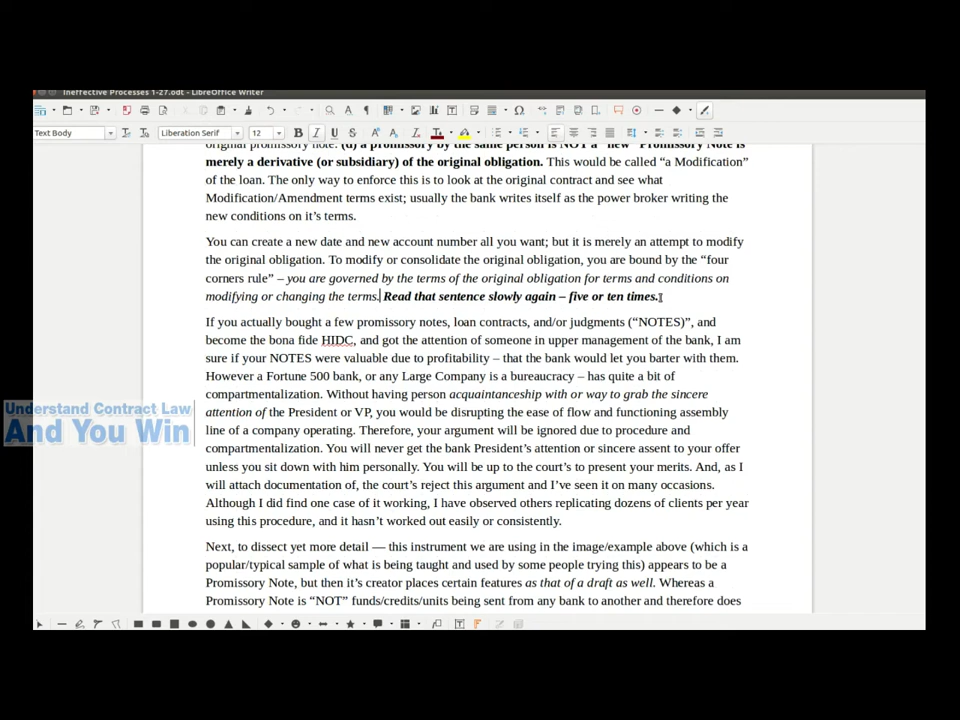 Ineffective Processes 1-27.odt - LibreOffice Writer
Text Body
Liberation Serif
12
original promissory note. (d) a promissory by the same person is NOT a "new" Promissory Note is
merely a derivative (or subsidiary) of the original obligation. This would be called “a Modification”
of the loan. The only way to enforce this is to look at the original contract and see what
Modification/Amendment terms exist; usually the bank writes itself as the power broker writing the
new conditions on it’s terms.
You can create a new date and new account number all you want; but it is merely an attempt to modify
the original obligation. To modify or consolidate the original obligation, you are bound by the “four
corners rule” – you are governed by the terms of the original obligation for terms and conditions on
modifying or changing the terms. Read that sentence slowly again – five or ten times.
If you actually bought a few promissory notes, loan contracts, and/or judgments (“NOTES)”, and
become the bona fide HIDC, and got the attention of someone in upper management of the bank, I am
sure if your NOTES were valuable due to profitability – that the bank would let you barter with them.
However a Fortune 500 bank, or any Large Company is a bureaucracy – has quite a bit of
compartmentalization. Without having person acquaintanceship with or way to grab the sincere
attention of the President or VP, you would be disrupting the ease of flow and functioning assembly
line of a company operating. Therefore, your argument will be ignored due to procedure and
compartmentalization. You will never get the bank President’s attention or sincere assent to your offer
unless you sit down with him personally. You will be up to the court’s to present your merits. And, as I
will attach documentation of, the court’s reject this argument and I’ve seen it on many occasions.
Although I did find one case of it working, I have observed others replicating dozens of clients per year
using this procedure, and it hasn’t worked out easily or consistently.
Next, to dissect yet more detail — this instrument we are using in the image/example above (which is a
popular/typical sample of what is being taught and used by some people trying this) appears to be a
Promissory Note, but then it’s creator places certain features as that of a draft as well. Whereas a
Promissory Note is “NOT” funds/credits/units being sent from any bank to another and therefore does
Understand Contract Law
And You Win